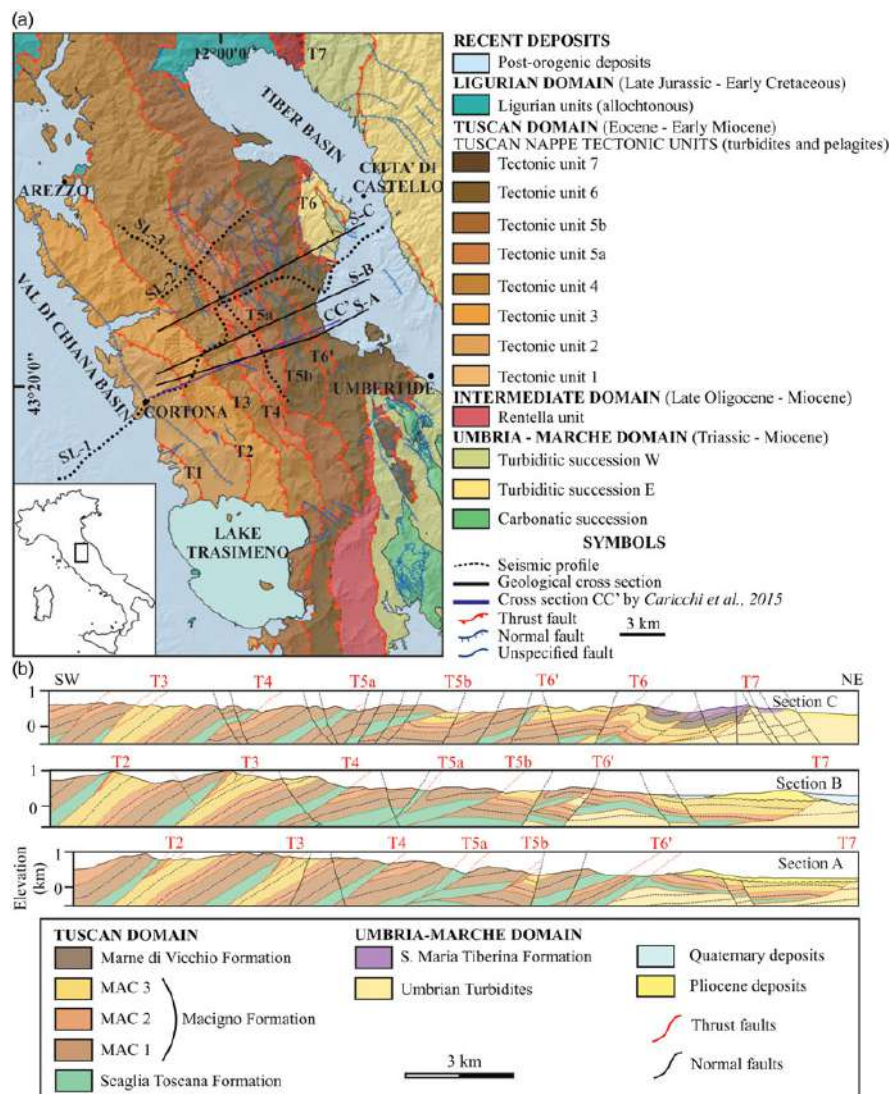 (a)
12°00'0"
T7
TIBER BASIN
CITTA' DI
CASTELLO
AREZZO
T6
S-C
SL-3
SL-2
S-B
VAL DI CHIANA BASIN
T5a
CC' S-A
T6'
T5b
UMBERTIDE
43°20'0"
CORTONA
T3
T4
SL-1
T2
T1
LAKE
TRASIMENO
RECENT DEPOSITS
Post-orogenic deposits
LIGURIAN DOMAIN (Late Jurassic - Early Cretaceous)
Ligurian units (allochtonous)
TUSCAN DOMAIN (Eocene - Early Miocene)
TUSCAN NAPPE TECTONIC UNITS (turbidites and pelagites)
Tectonic unit 7
Tectonic unit 6
Tectonic unit 5b
Tectonic unit 5a
Tectonic unit 4
Tectonic unit 3
Tectonic unit 2
Tectonic unit 1
INTERMEDIATE DOMAIN (Late Oligocene - Miocene)
Rentella unit
UMBRIA - MARCHE DOMAIN (Triassic - Miocene)
Turbiditic succession W
Turbiditic succession E
Carbonatic succession
SYMBOLS
Seismic profile
Geological cross section
Cross section CC' by Caricchi et al., 2015
Thrust fault
Normal fault
Unspecified fault
3 km
(b)
SW T3 T4 T5a T5b T6' T6 T7 NE
1
0
Section C
T2 T3 T4 T5a T5b T6' T7
1
0
Section B
T2 T3 T4 T5a T5b T6' T7
1
0
Section A
Elevation
(km)
TUSCAN DOMAIN
Marne di Vicchio Formation
MAC 3
MAC 2
MAC 1
Macigno Formation
Scaglia Toscana Formation
UMBRIA-MARCHE DOMAIN
S. Maria Tiberina Formation
Umbrian Turbidites
3 km
Quaternary deposits
Pliocene deposits
Thrust faults
Normal faults